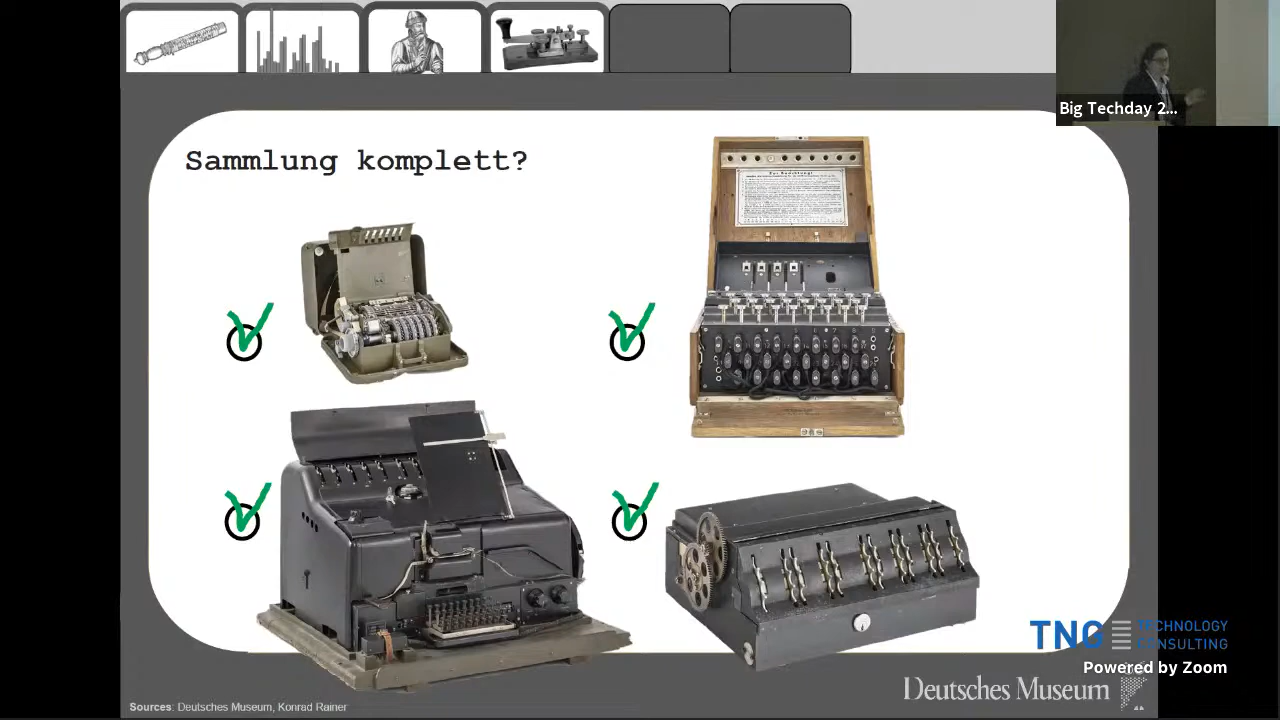 Big Techday 2...
Sammlung komplett?
TNG TECHNOLOGY
CONSULTING
Powered by Zoom
Deutsches Museum
Sources: Deutsches Museum, Konrad Rainer